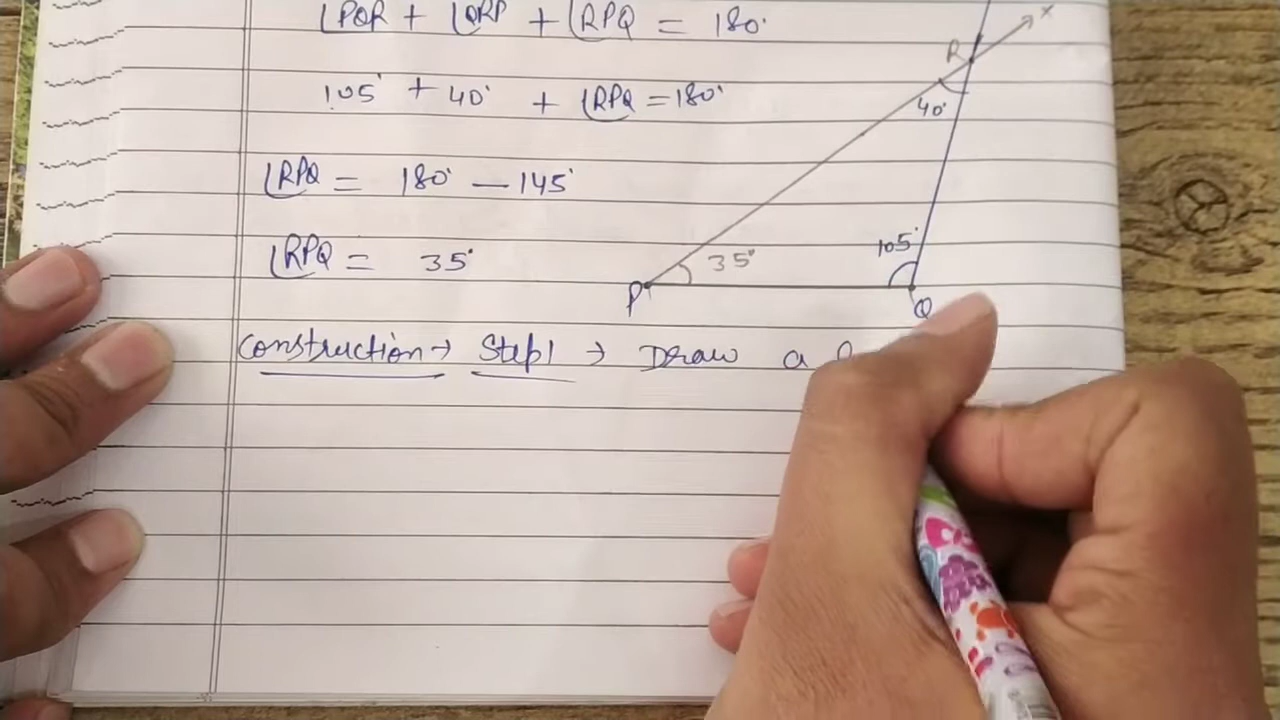 ∠PQR + ∠QRP + ∠RPQ = 180°
105° + 40° + ∠RPQ = 180°
∠RPQ = 180° — 145°
∠RPQ = 35°
Construction → Step1 → Draw a
X
R
40°
105°
35°
P
Q